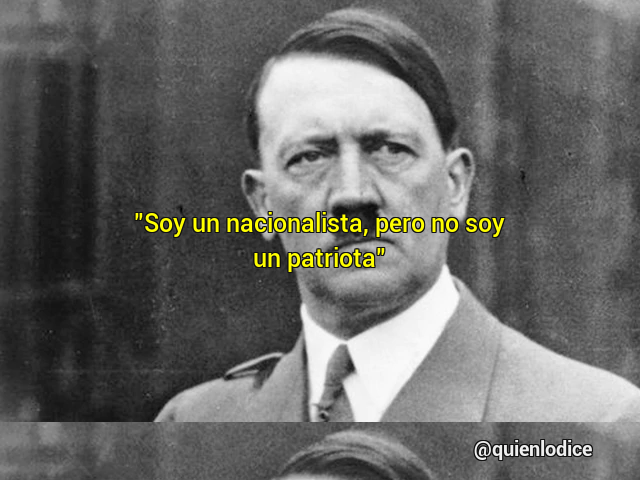 "Soy un nacionalista, pero no soy
un patriota"
@quienlodice